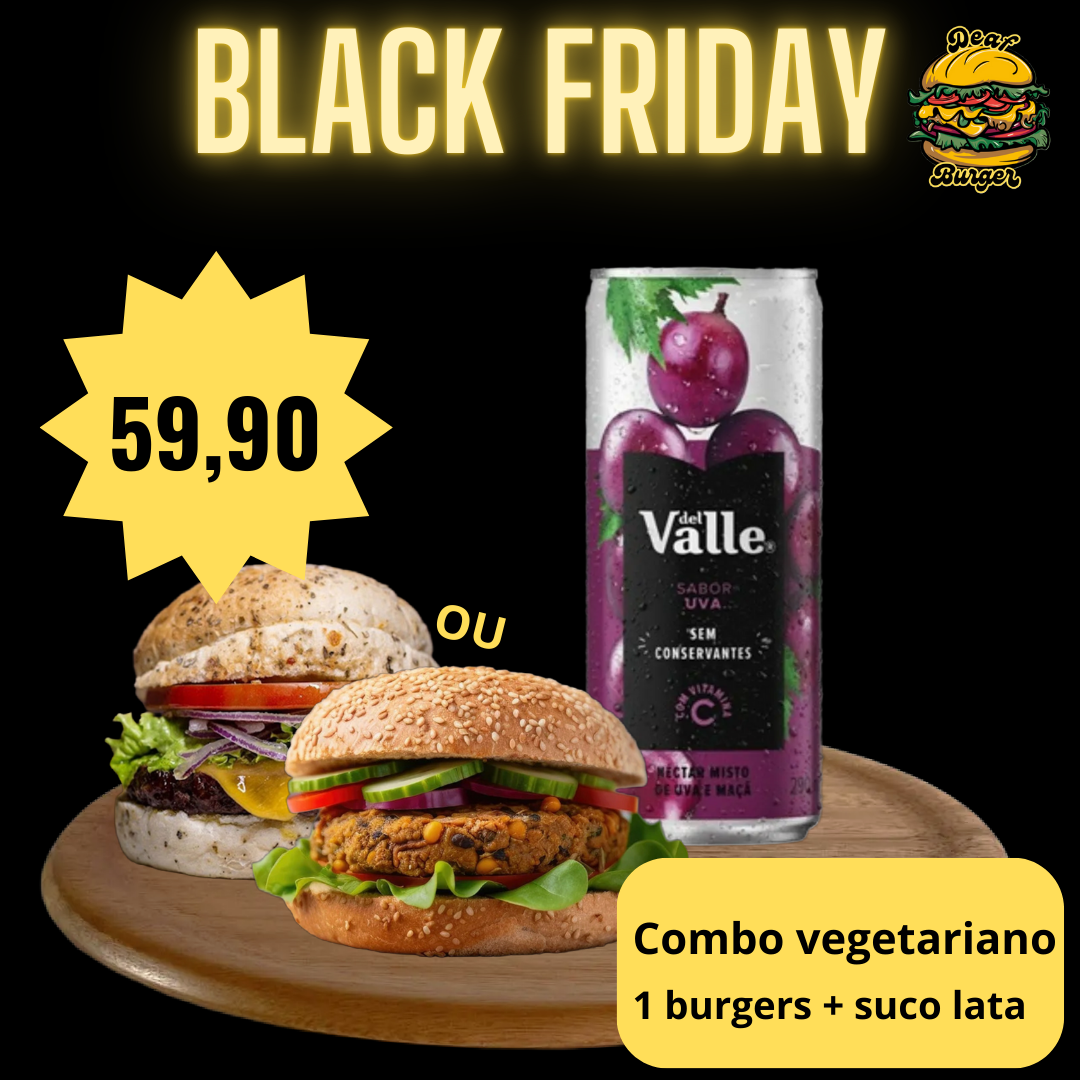 BLACK FRIDAY
Deaf
Burger
59,90
OU
del
Valle®
SABOR
UVA
SEM
CONSERVANTES
COM VITAMINA
C
NÉCTAR MISTO
DE UVA E MAÇÃ
Combo vegetariano
1 burgers + suco lata